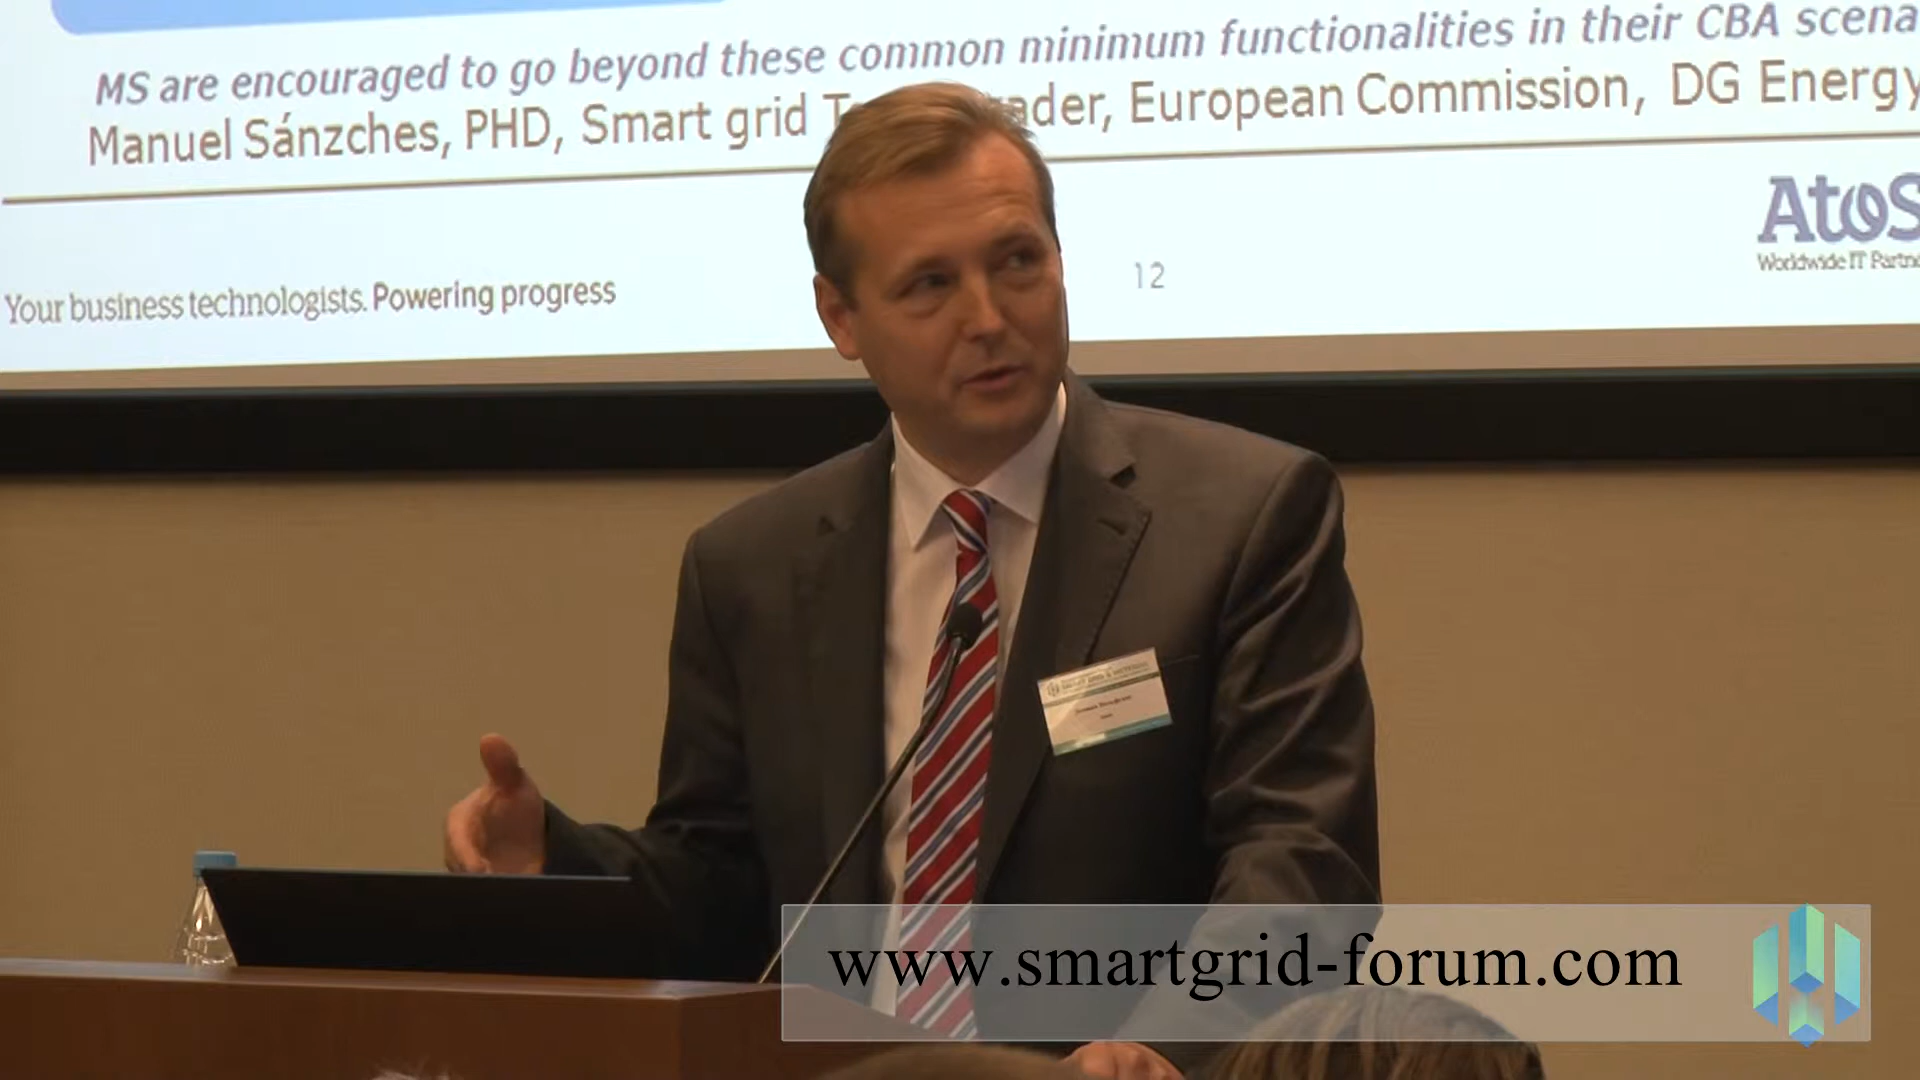 MS are encouraged to go beyond these common minimum functionalities in their CBA scena
Manuel Sánzches, PHD, Smart grid T ader, European Commission, DG Energy
Atos
Worldwide IT Partne
Your business technologists. Powering progress
12
www.smartgrid-forum.com